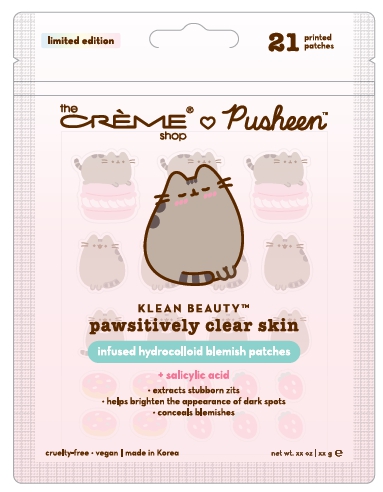 limited edition
21 printed patches
the CRÈME® shop ♡ Pusheen™
KLEAN BEAUTY™
pawsitively clear skin
infused hydrocolloid blemish patches
+ salicylic acid
• extracts stubborn zits
• helps brighten the appearance of dark spots
• conceals blemishes
cruelty-free • vegan | made in Korea
net wt. xx oz | xx g ℮